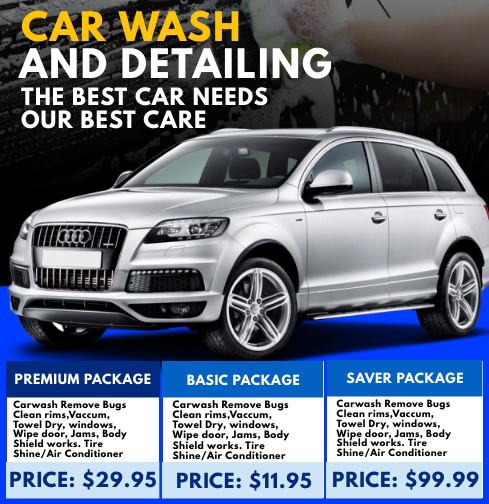 CAR WASH
AND DETAILING
THE BEST CAR NEEDS
OUR BEST CARE
PREMIUM PACKAGE
Carwash Remove Bugs
Clean rims,Vaccum,
Towel Dry, windows,
Wipe door, Jams, Body
Shield works. Tire
Shine/Air Conditioner
PRICE: $29.95
BASIC PACKAGE
Carwash Remove Bugs
Clean rims,Vaccum,
Towel Dry, windows,
Wipe door, Jams, Body
Shield works. Tire
Shine/Air Conditioner
PRICE: $11.95
SAVER PACKAGE
Carwash Remove Bugs
Clean rims,Vaccum,
Towel Dry, windows,
Wipe door, Jams, Body
Shield works. Tire
Shine/Air Conditioner
PRICE: $99.99